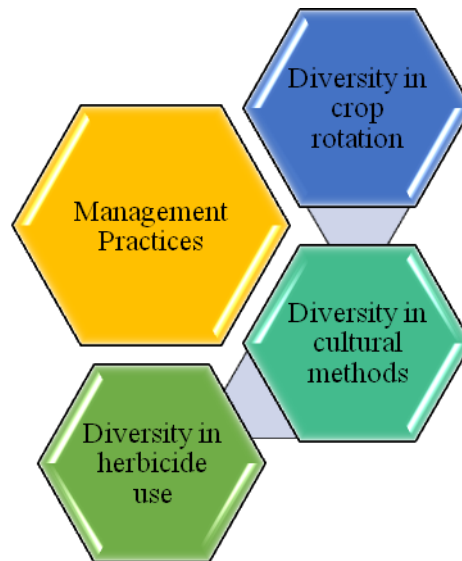 Diversity in
crop
rotation
Management
Practices
Diversity in
cultural
methods
Diversity in
herbicide
use